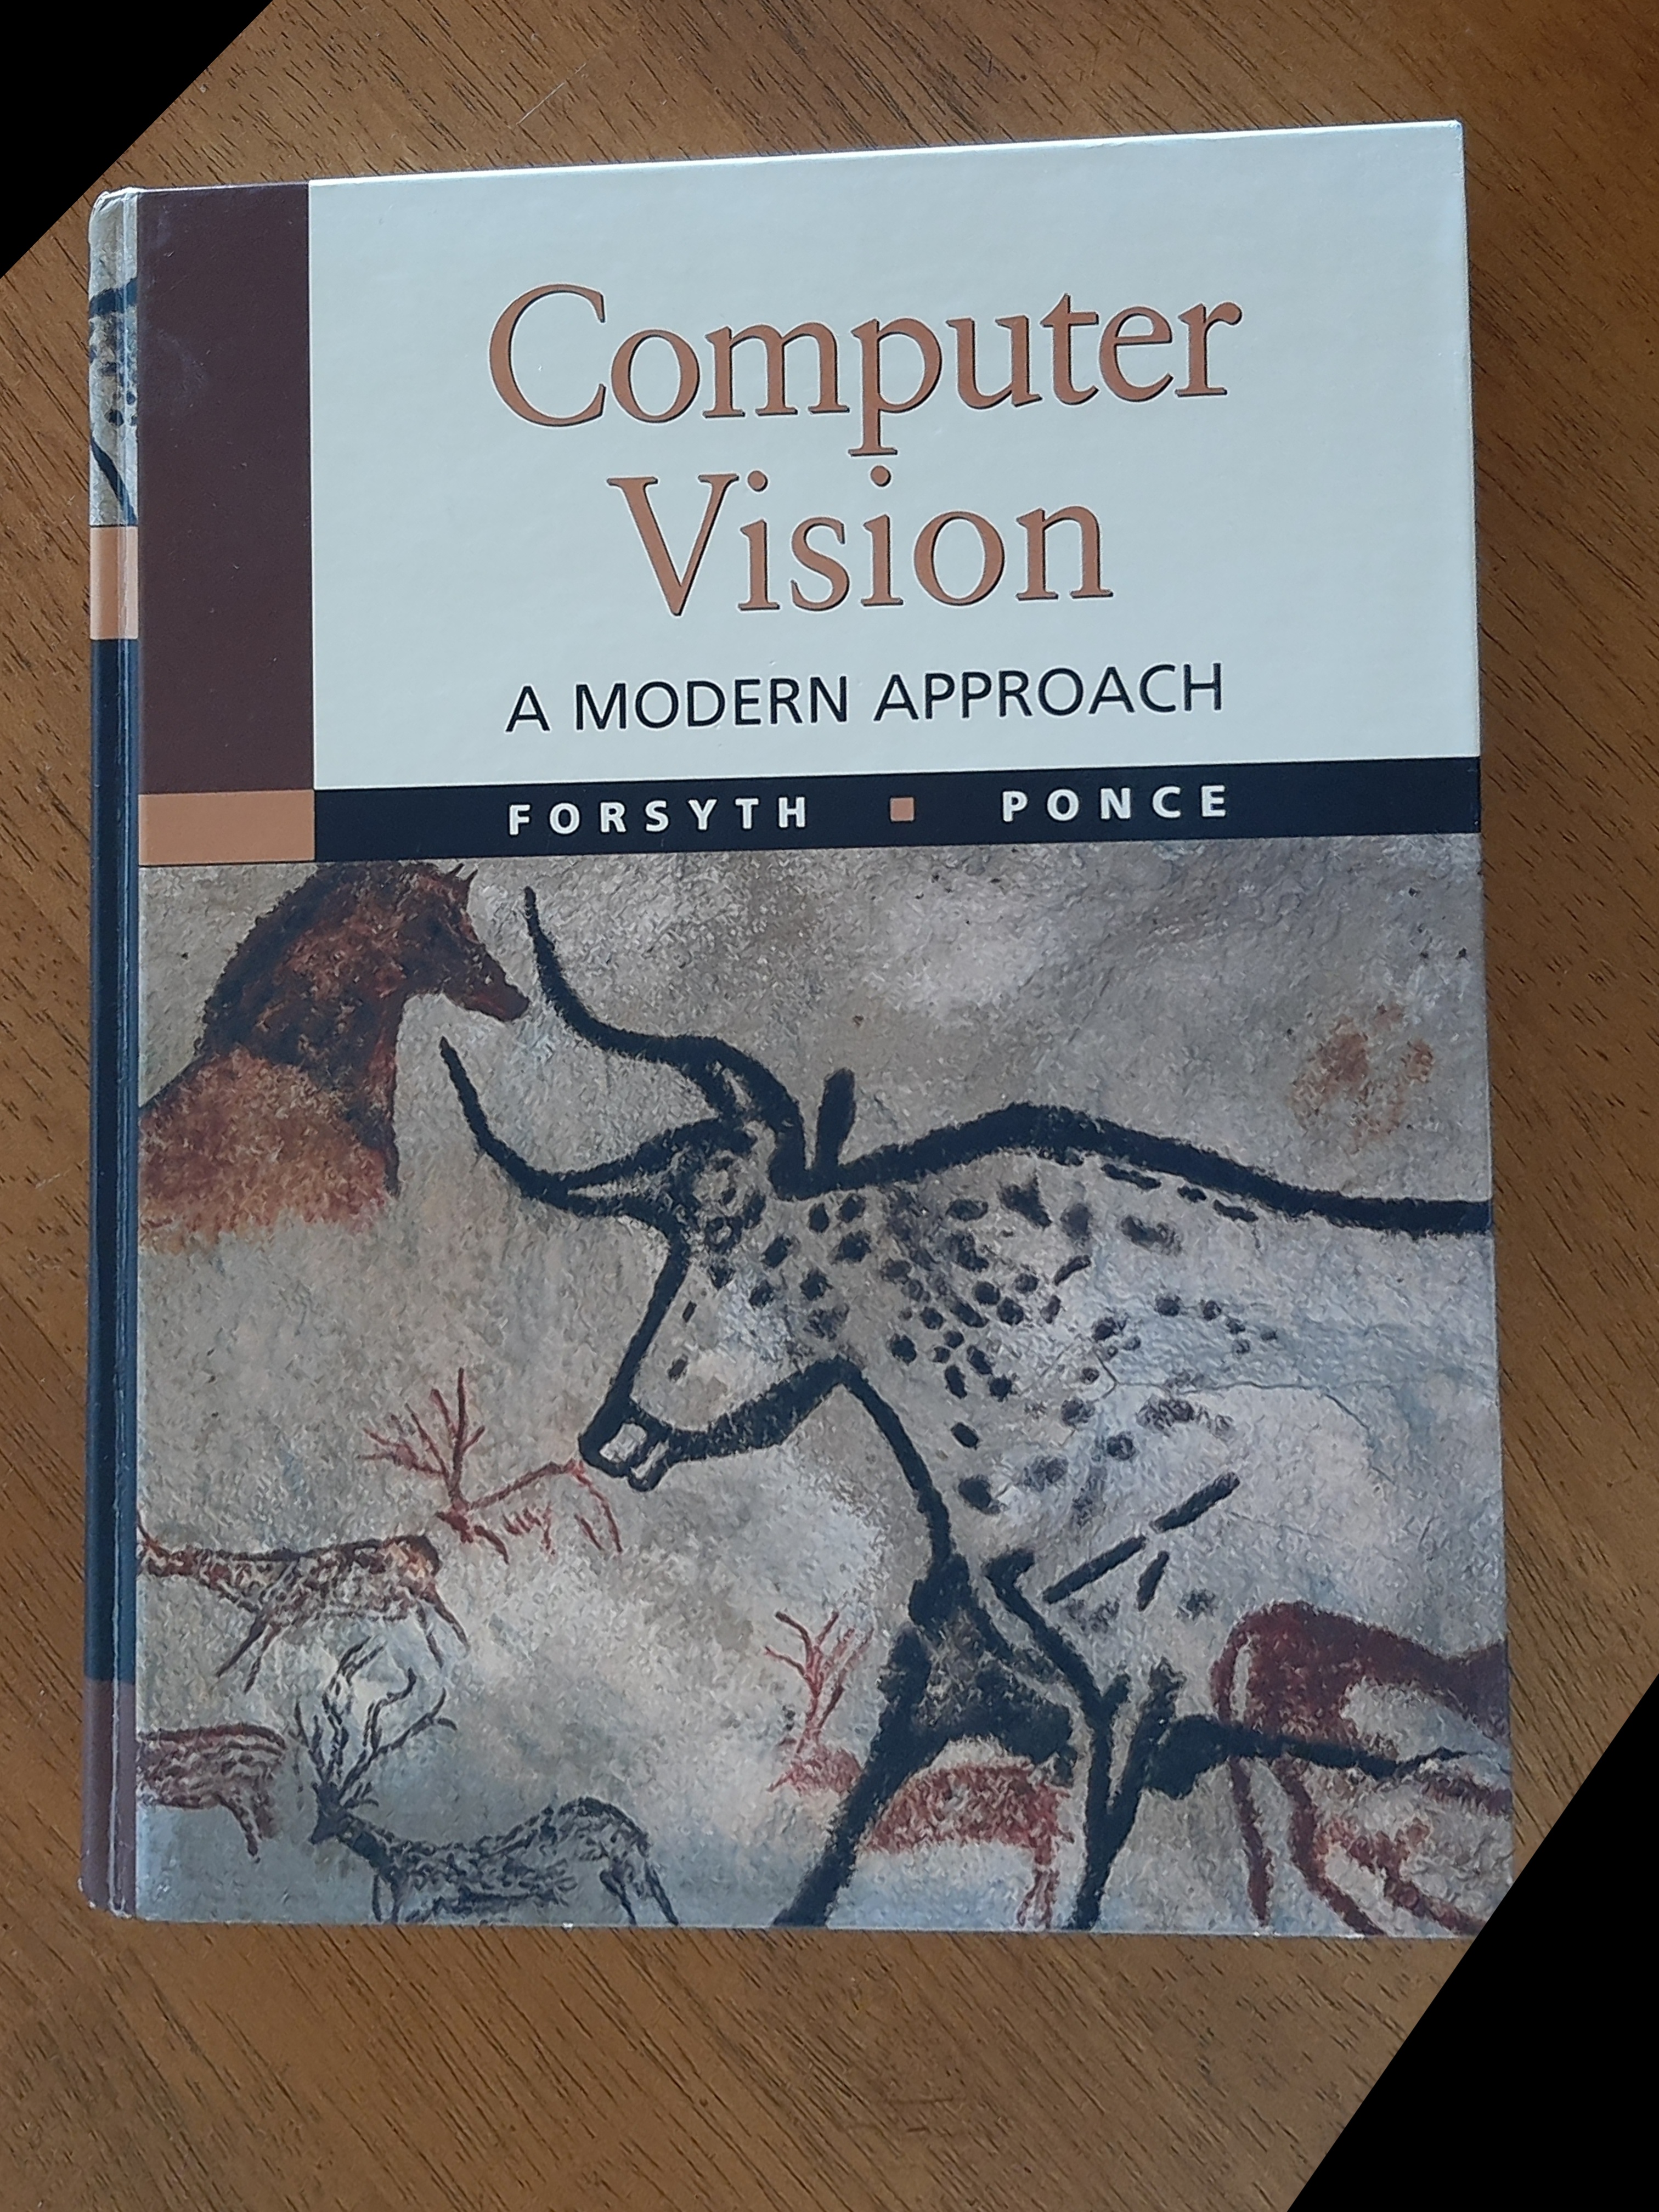 Computer
Vision
A MODERN APPROACH
FORSYTH ▪ PONCE